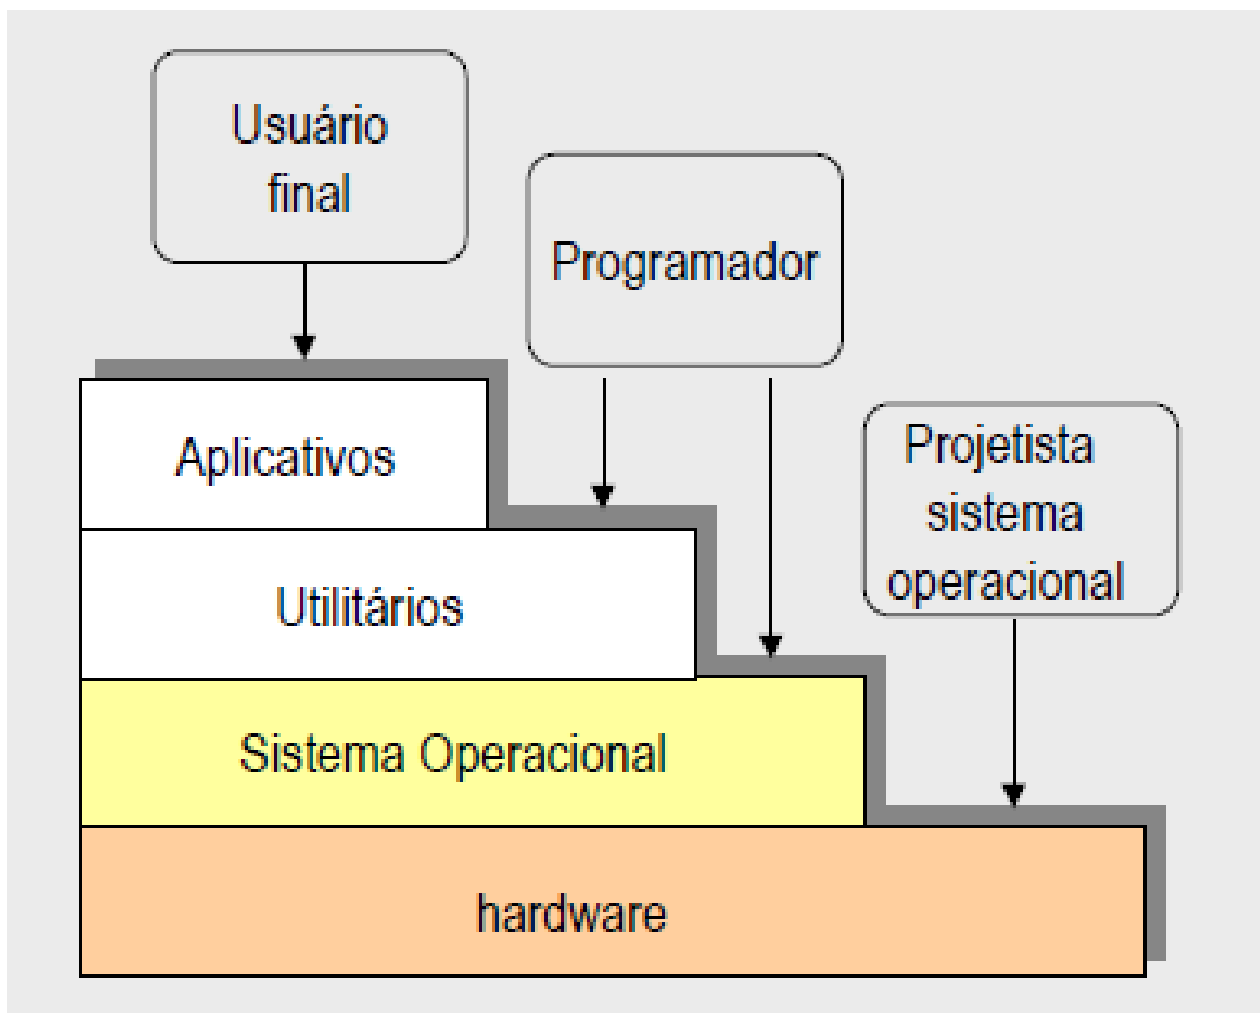 Usuário
final
Programador
Projetista
sistema
operacional
Aplicativos
Utilitários
Sistema Operacional
hardware